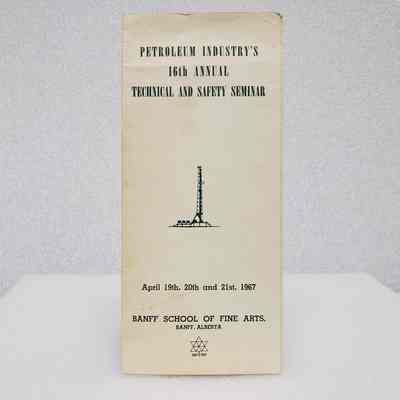 PETROLEUM INDUSTRY'S
16th ANNUAL
TECHNICAL AND SAFETY SEMINAR
April 19th, 20th and 21st, 1967
BANFF SCHOOL OF FINE ARTS,
BANFF, ALBERTA